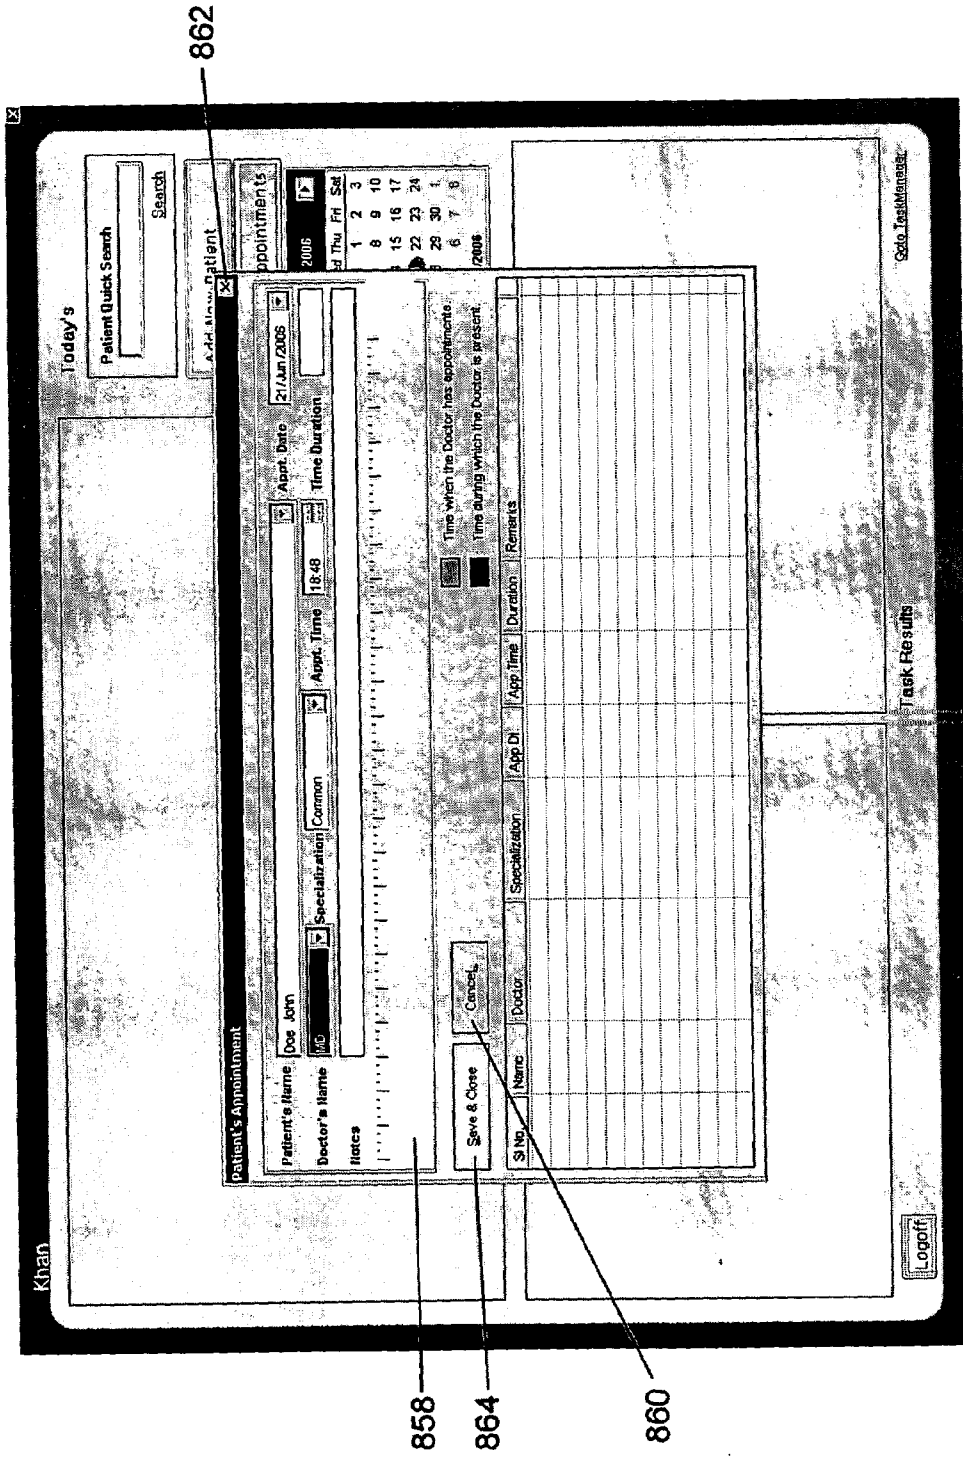 862
Khan
Today's
Patient Quick Search
Search
Add New Patient
ppointments
2006
d Thu Fri Sat
1 2 3
8 9 10
15 16 17
22 23 24
29 30 1
6 7 8
/2006
Patient's Appointment
Patient's Name Doe John Appt. Date 21/Jun/2006
Doctor's Name MD Specialization Common Appt. Time 18:48 Time Duration
Notes
Save & Close Cancel
Time when the Doctor has appointments
Time during which the Doctor is present.
Sl No. Name Doctor Specialization App Dt App Time Duration Remarks
Task Results
Goto TaskManager
Logoff
858
864
860